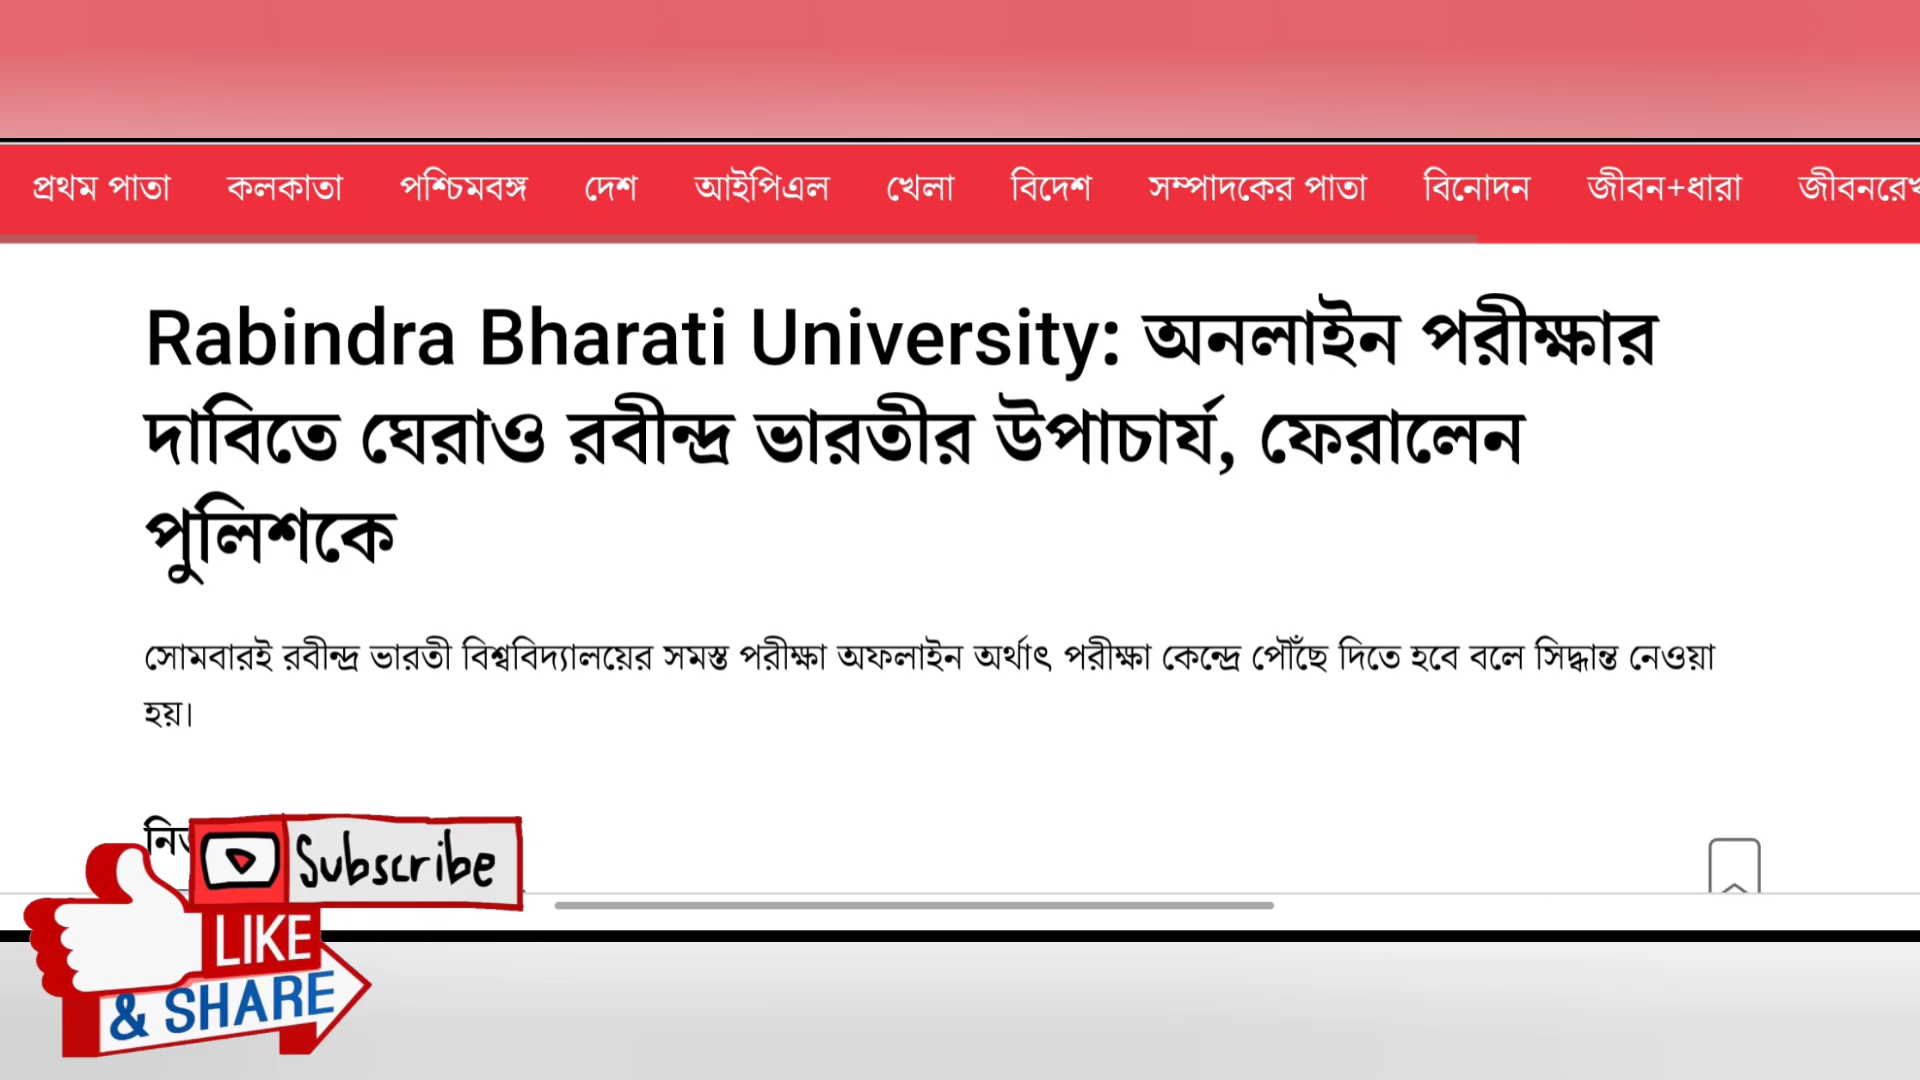 প্রথম পাতা কলকাতা পশ্চিমবঙ্গ দেশ আইপিএল খেলা বিদেশ সম্পাদকের পাতা বিনোদন জীবন+ধারা
Rabindra Bharati University: অনলাইন পরীক্ষার
দাবিতে ঘেরাও রবীন্দ্র ভারতীর উপাচার্য, ফেরালেন
পুলিশকে
সোমবারই রবীন্দ্র ভারতী বিশ্ববিদ্যালয়ের সমস্ত পরীক্ষা অফলাইন অর্থাৎ পরীক্ষা কেন্দ্রে পৌঁছে দিতে হবে বলে সিদ্ধান্ত নেওয়া
হয়।
Subscribe
LIKE
& SHARE